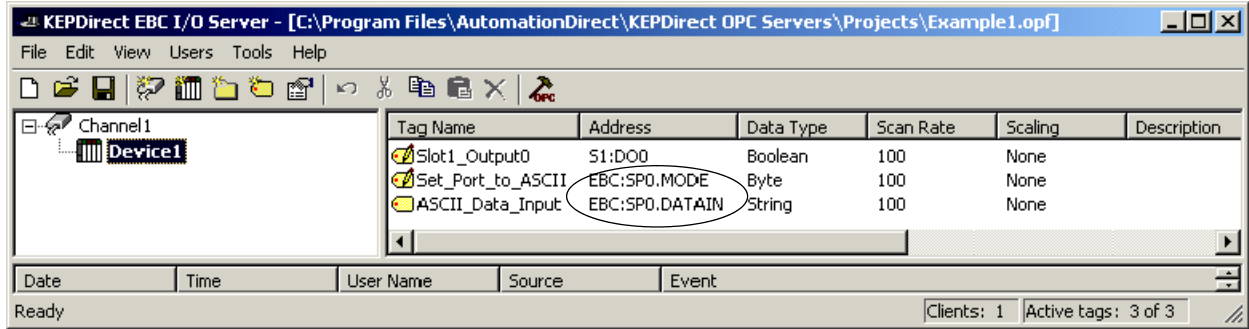 KEPDirect EBC I/O Server - [C:\Program Files\AutomationDirect\KEPDirect OPC Servers\Projects\Example1.opf]
File Edit View Users Tools Help
OPC
Channel1
Device1
Tag Name Address Data Type Scan Rate Scaling Description
Slot1_Output0 S1:DO0 Boolean 100 None
Set_Port_to_ASCII EBC:SP0.MODE Byte 100 None
ASCII_Data_Input EBC:SP0.DATAIN String 100 None
Date Time User Name Source Event
Ready Clients: 1 Active tags: 3 of 3